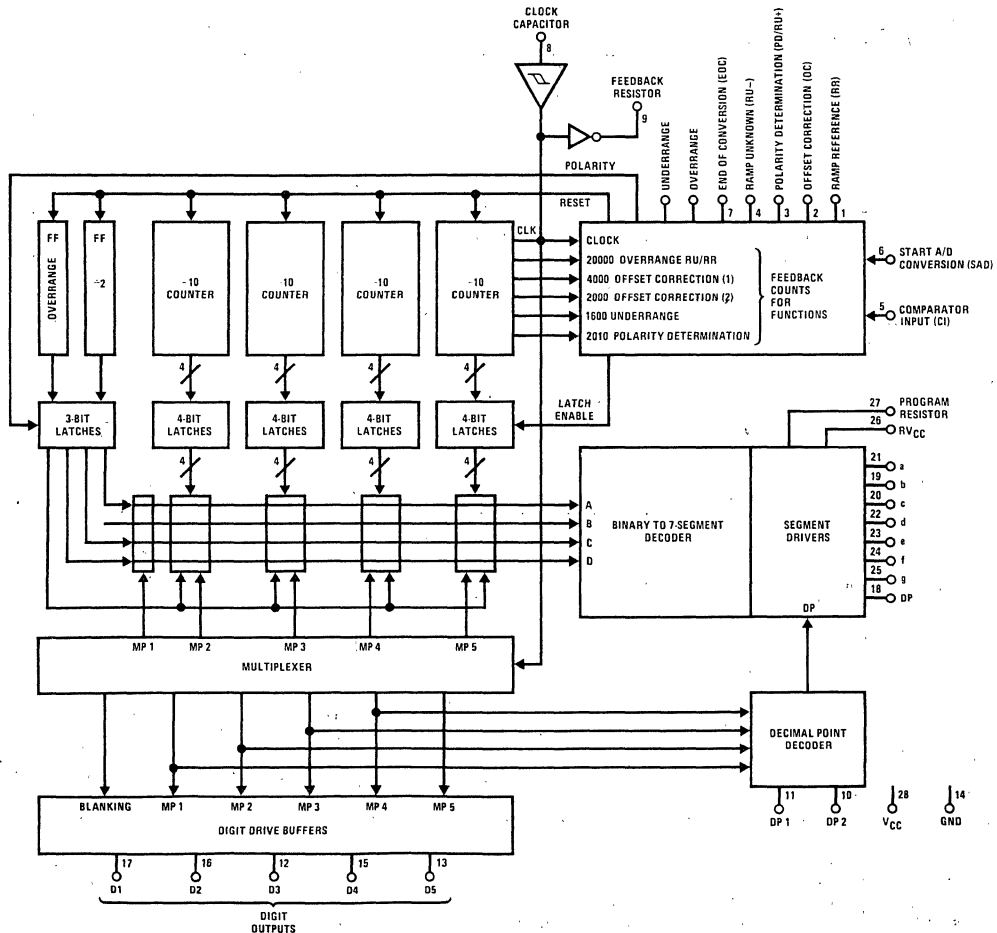 CLOCK
CAPACITOR
8
FEEDBACK
RESISTOR
9
UNDERRANGE
OVERRANGE
END OF CONVERSION (EOC)
RAMP UNKNOWN (RU-)
POLARITY DETERMINATION (PD/RU+)
OFFSET CORRECTION (OC)
RAMP REFERENCE (RR)
7
4
3
2
1
POLARITY
RESET
OVERRANGE FF
FF
÷2
÷10
COUNTER
÷10
COUNTER
÷10
COUNTER
÷10
COUNTER
CLK
CLOCK
20000 OVERRANGE RU/RR
4000 OFFSET CORRECTION (1)
2000 OFFSET CORRECTION (2)
1600 UNDERRANGE
2010 POLARITY DETERMINATION
FEEDBACK
COUNTS
FOR
FUNCTIONS
6
START A/D
CONVERSION (SAD)
5
COMPARATOR
INPUT (CI)
4
4
4
4
3-BIT
LATCHES
4-BIT
LATCHES
4-BIT
LATCHES
4-BIT
LATCHES
4-BIT
LATCHES
LATCH
ENABLE
4
4
27
PROGRAM
RESISTOR
26
RVCC
A
B
C
D
BINARY TO 7-SEGMENT
DECODER
SEGMENT
DRIVERS
DP
21 a
19 b
20 c
22 d
23 e
24 f
25 g
18 DP
MP 1
MP 2
MP 3
MP 4
MP 5
MULTIPLEXER
DECIMAL POINT
DECODER
11
DP 1
10
DP 2
28
VCC
14
GND
BLANKING
MP 1
MP 2
MP 3
MP 4
MP 5
DIGIT DRIVE BUFFERS
17
16
12
15
13
D1
D2
D3
D4
D5
DIGIT
OUTPUTS